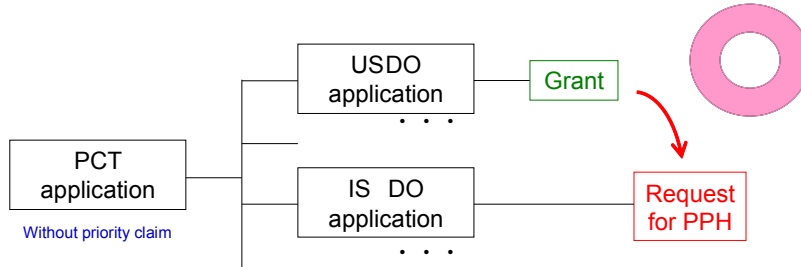 USDO
application
. . .
Grant
PCT
application
Without priority claim
IS DO
application
. . .
Request
for PPH